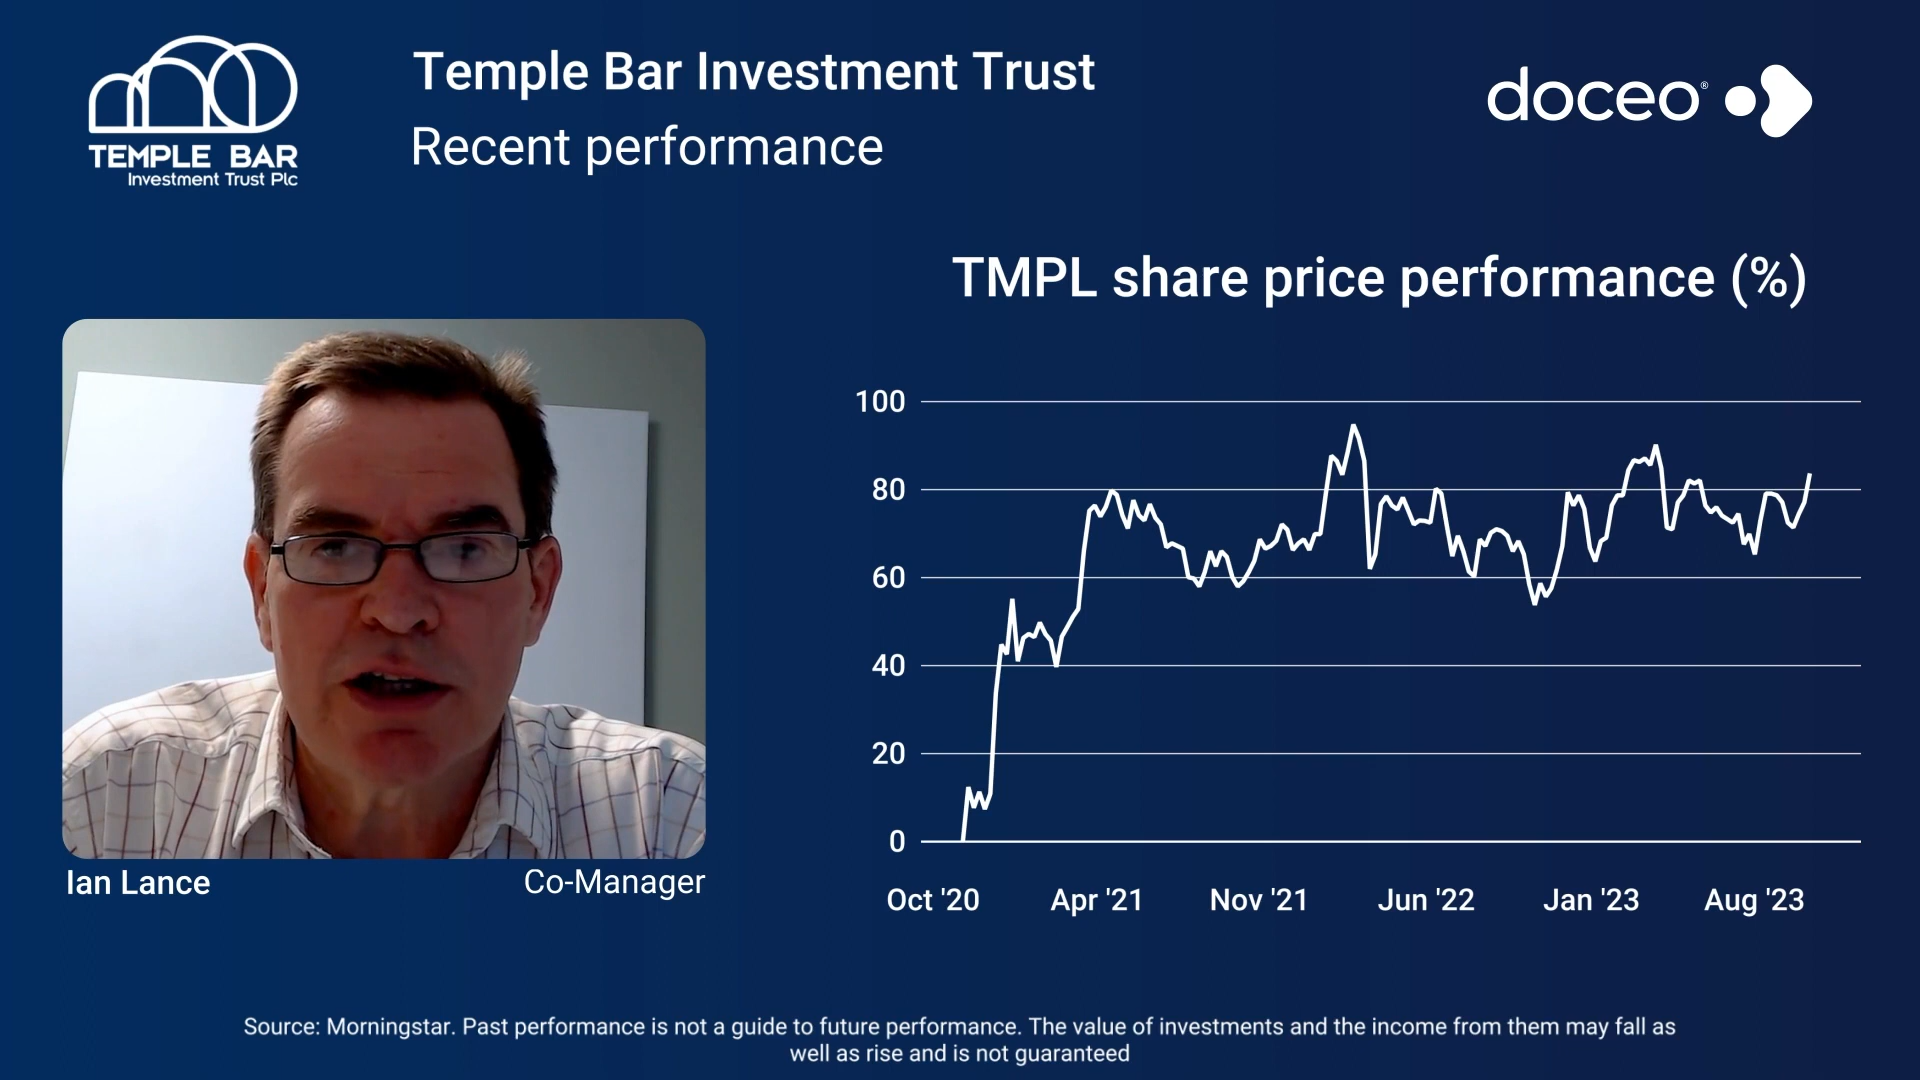 TEMPLE BAR
Investment Trust Plc
Temple Bar Investment Trust
Recent performance
doceo®
TMPL share price performance (%)
100
80
60
40
20
0
Oct '20 Apr '21 Nov '21 Jun '22 Jan '23 Aug '23
Ian Lance Co-Manager
Source: Morningstar. Past performance is not a guide to future performance. The value of investments and the income from them may fall as
well as rise and is not guaranteed